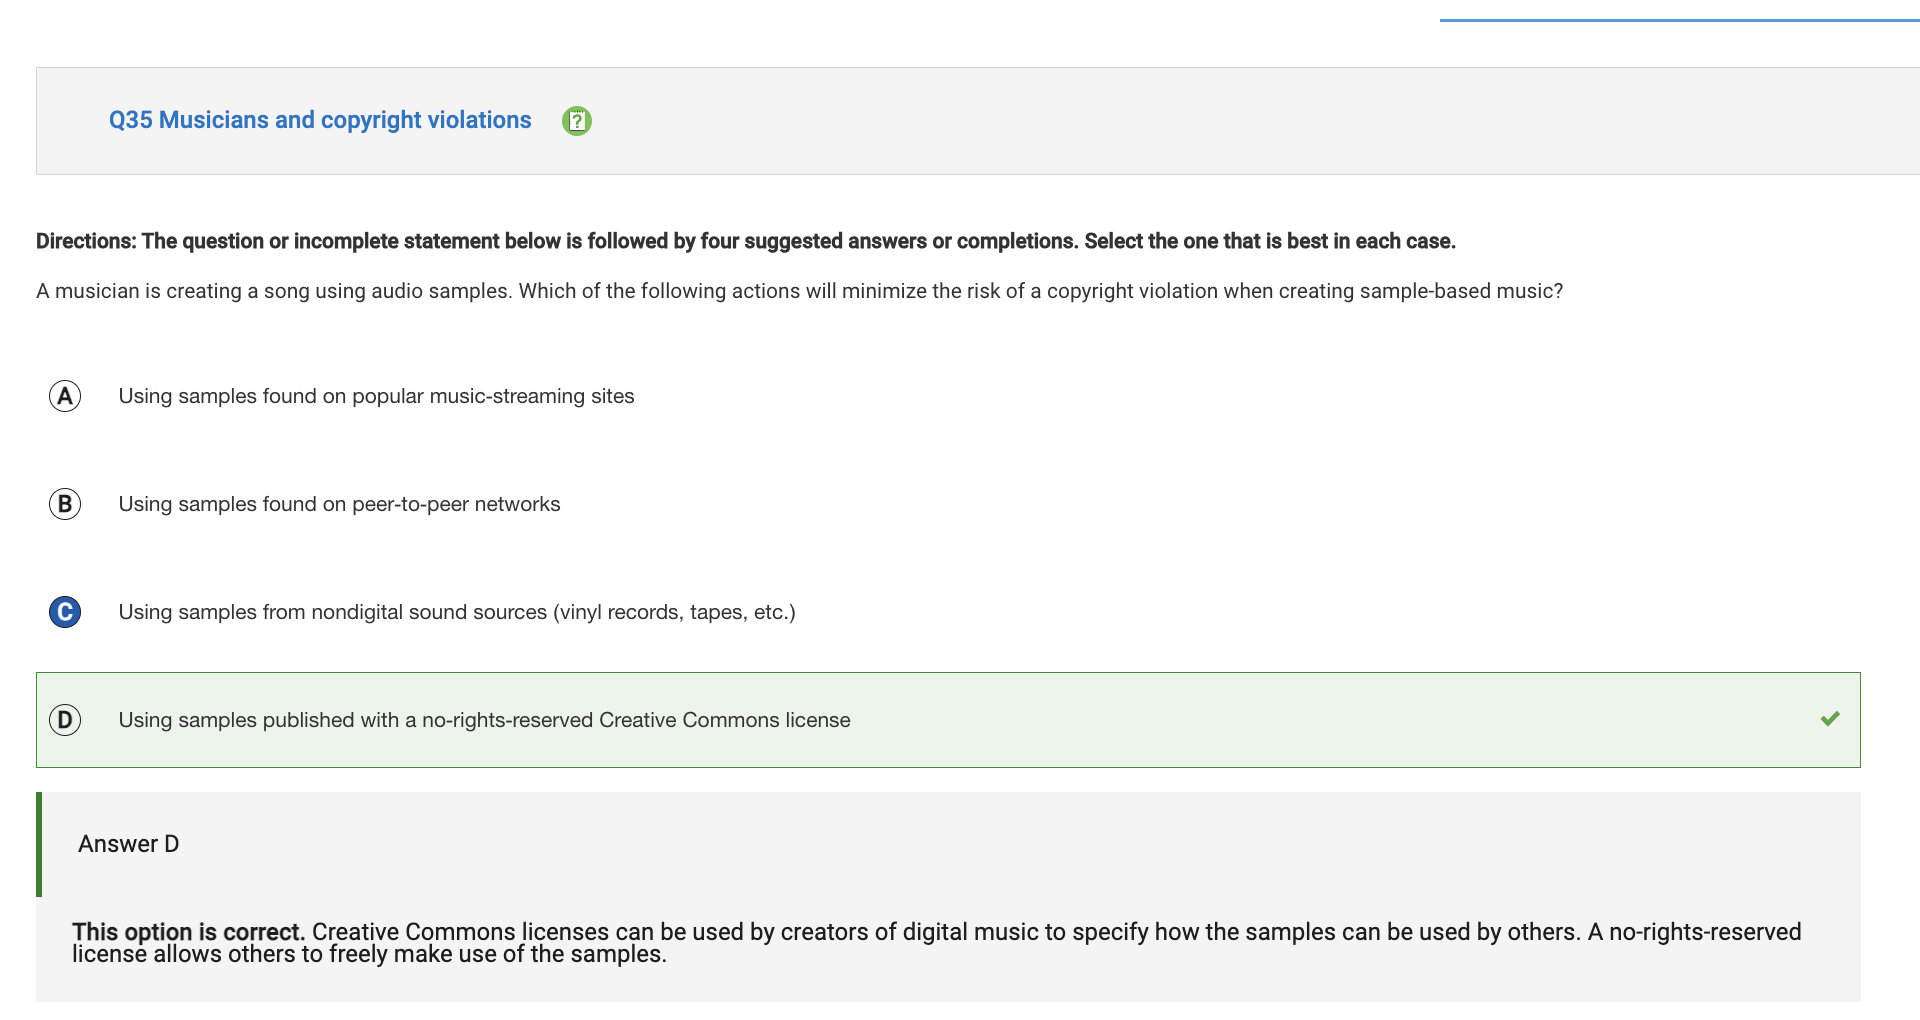 Q35 Musicians and copyright violations
Directions: The question or incomplete statement below is followed by four suggested answers or completions. Select the one that is best in each case.
A musician is creating a song using audio samples. Which of the following actions will minimize the risk of a copyright violation when creating sample-based music?
A Using samples found on popular music-streaming sites
B Using samples found on peer-to-peer networks
C Using samples from nondigital sound sources (vinyl records, tapes, etc.)
D Using samples published with a no-rights-reserved Creative Commons license
Answer D
This option is correct. Creative Commons licenses can be used by creators of digital music to specify how the samples can be used by others. A no-rights-reserved
license allows others to freely make use of the samples.